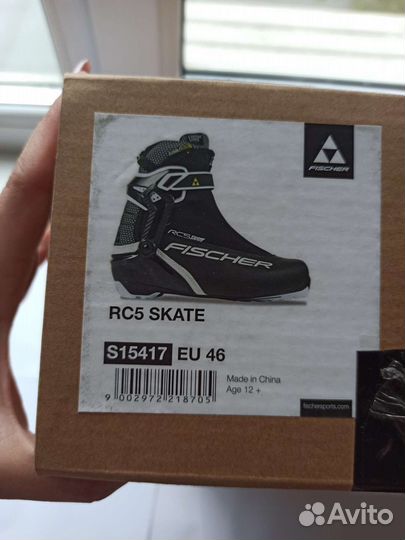 FISCHER
RC5
FISCHER
RC5 SKATE
S15417 EU 46
Made in China
Age 12 +
9 002972 218705
fischersports.com
Avito